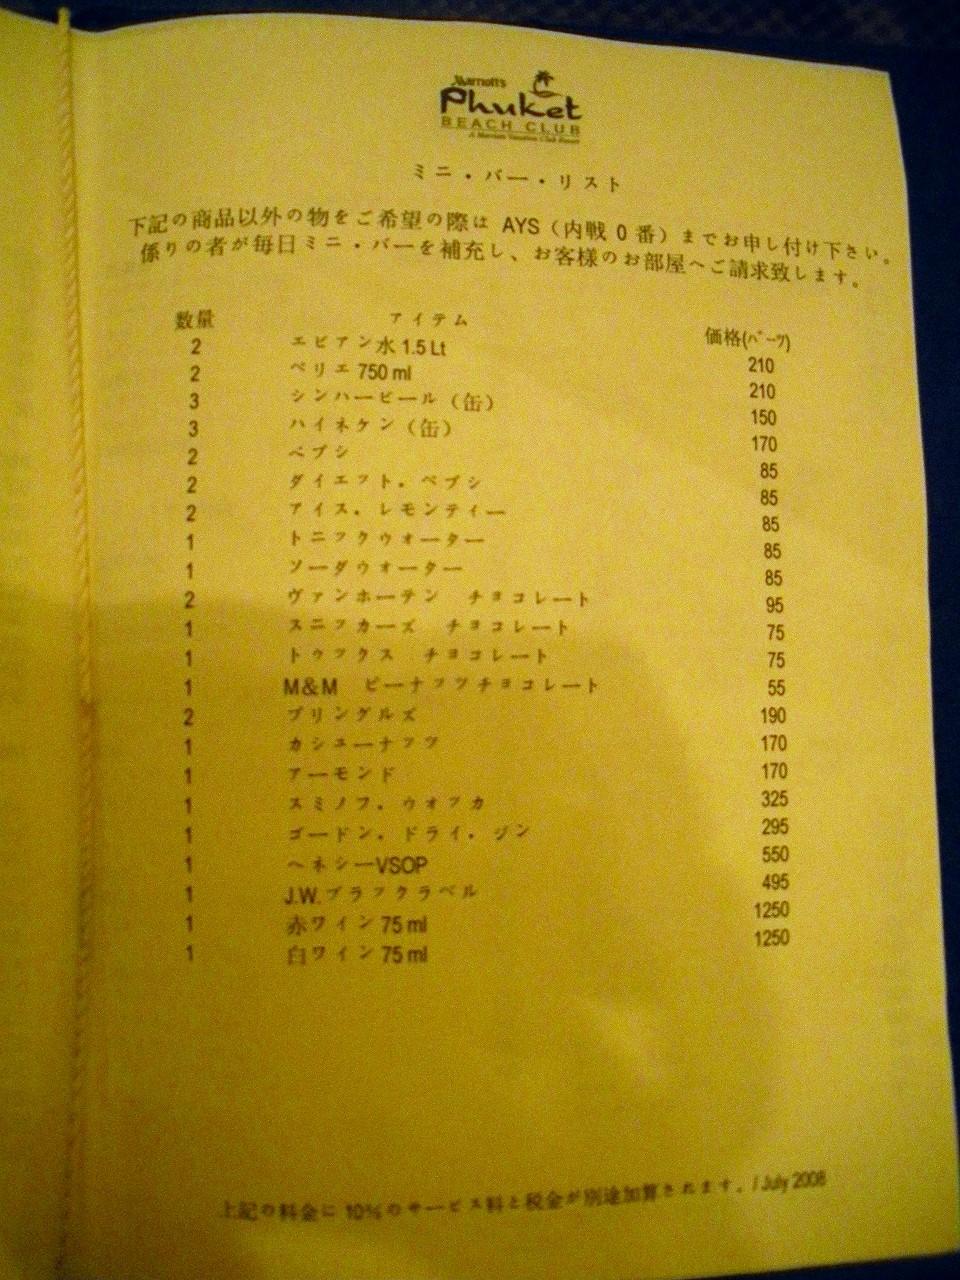 Marriott's
Phuket
BEACH CLUB
A Marriott Vacation Club Resort
ミニ・バー・リスト
下記の商品以外の物をご希望の際は AYS（内戦 0 番）までお申し付け下さい。
係りの者が毎日ミニ・バーを補充し、お客様のお部屋へご請求致します。
数量 アイテム 価格(バーツ)
2 エビアン水 1.5 Lt 210
2 ペリエ 750 ml 210
3 シンハービール（缶） 150
3 ハイネケン（缶） 170
2 ペプシ 85
2 ダイエット．ペプシ 85
2 アイス．レモンティー 85
1 トニックウォーター 85
1 ソーダウォーター 85
2 ヴァンホーテン チョコレート 95
1 スニッカーズ チョコレート 75
1 トゥックス チョコレート 75
1 M&M ピーナッツチョコレート 55
2 プリングルズ 190
1 カシューナッツ 170
1 アーモンド 170
1 スミノフ．ウォッカ 325
1 ゴードン．ドライ．ジン 295
1 ヘネシーVSOP 550
1 J.W.ブラックラベル 495
1 赤ワイン 75 ml 1250
1 白ワイン 75 ml 1250
上記の料金に 10%のサービス料と税金が別途加算されます。/ July 2008